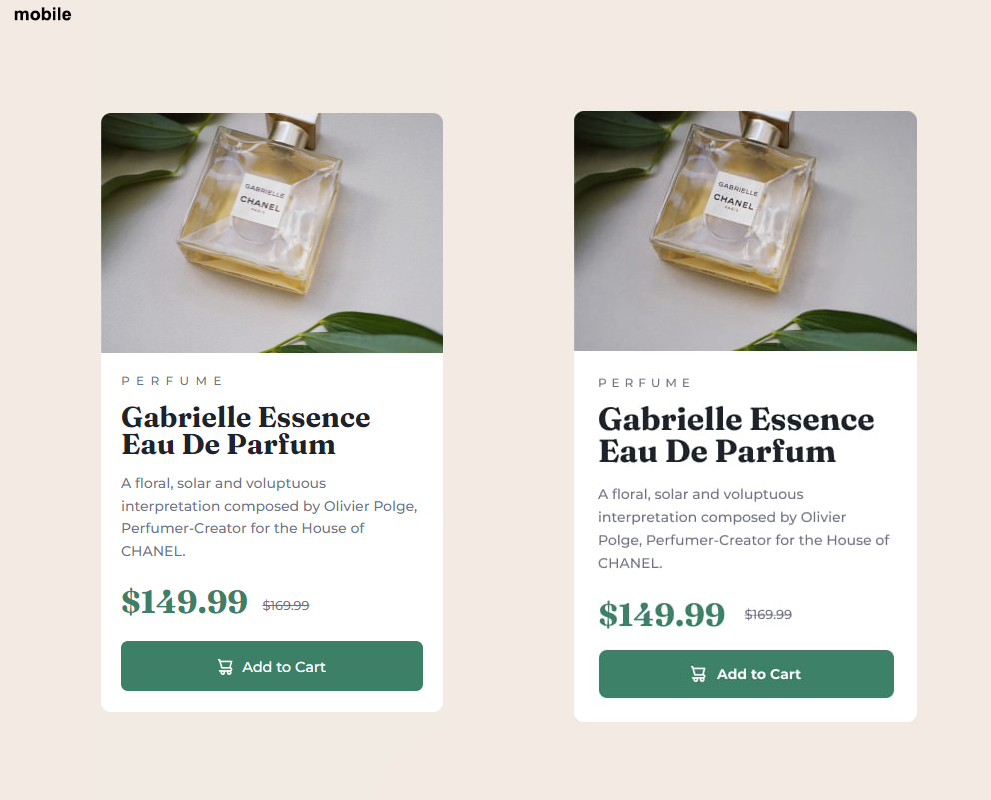 mobile
GABRIELLE
CHANEL
PARIS
PERFUME
Gabrielle Essence
Eau De Parfum
A floral, solar and voluptuous
interpretation composed by Olivier Polge,
Perfumer-Creator for the House of
CHANEL.
$149.99 $169.99
Add to Cart
GABRIELLE
CHANEL
PARIS
PERFUME
Gabrielle Essence
Eau De Parfum
A floral, solar and voluptuous
interpretation composed by Olivier
Polge, Perfumer-Creator for the House of
CHANEL.
$149.99 $169.99
Add to Cart